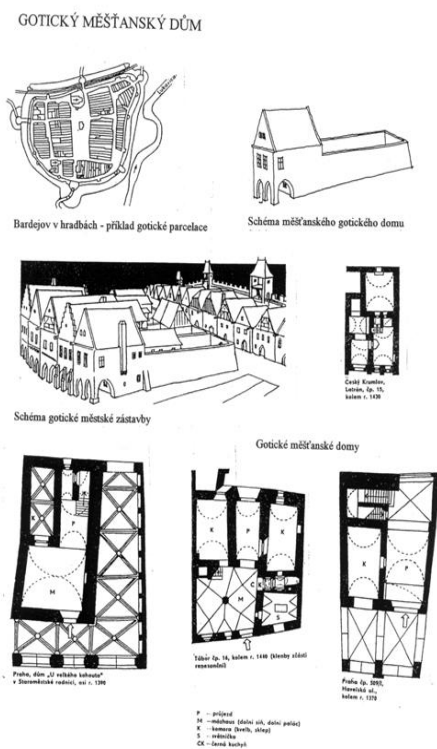 GOTICKÝ MĚŠŤANSKÝ DŮM
D
Bardejov v hradbách - příklad gotické parcelace
M
Schéma měšťanského gotického domu
Schéma gotické městské zástavby
Český Krumlov,
Latrán, čp. 15,
kolem r. 1430
Gotické měšťanské domy
K
P
M
Praha, dům „U velkého kohouta"
v Staroměstské radnici, asi r. 1390
K
P
K
M
Č
K
S
Tábor čp. 16, kolem r. 1440 (klenby zčásti
renesanční)
K
P
Praha čp. 509/I,
Havelská ul.,
kolem r. 1370
P - průjezd
M - mázhaus (dolní síň, dolní palác)
K - komora (kvelb, sklep)
S - světnička
ČK - černá kuchyň